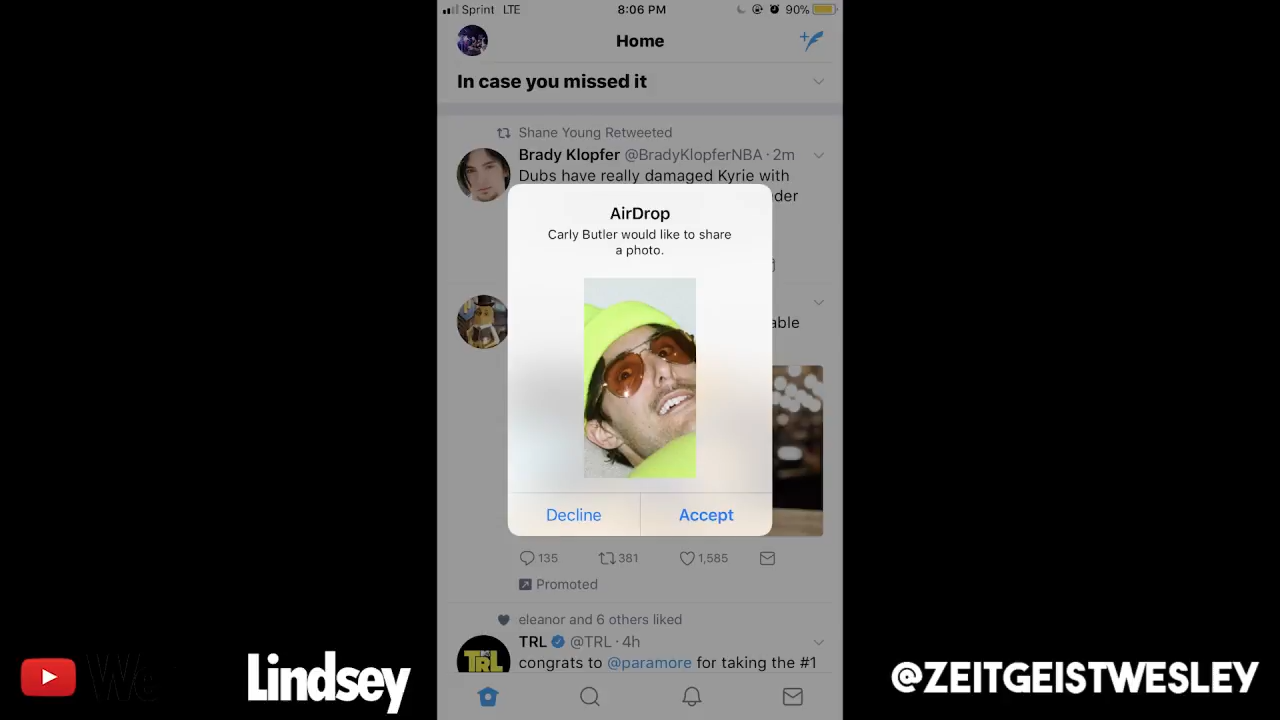 Sprint LTE 8:06 PM 90%
Home
In case you missed it
Shane Young Retweeted
Brady Klopfer @BradyKlopferNBA · 2m
Dubs have really damaged Kyrie with
AirDrop
Carly Butler would like to share
a photo.
able
Decline Accept
135 381 1,585
Promoted
eleanor and 6 others liked
TRL @TRL · 4h
TRL
congrats to @paramore for taking the #1
We
Lindsey
@ZEITGEISTWESLEY